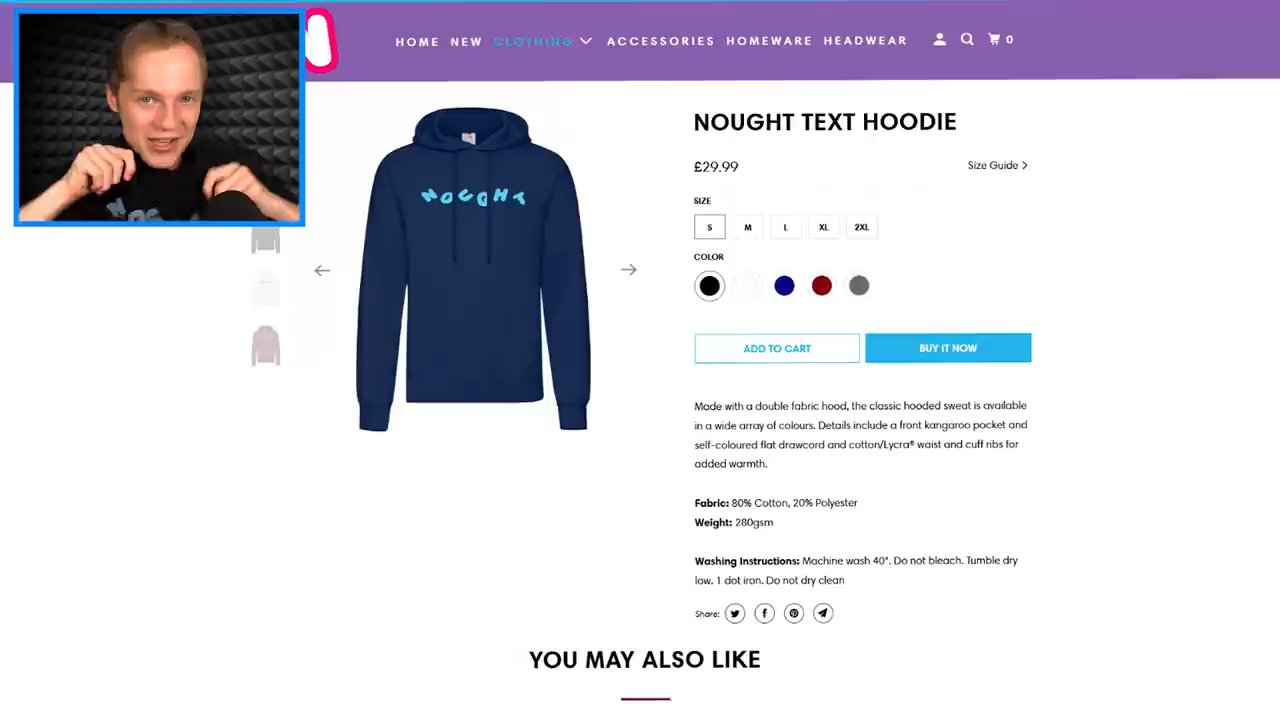 HOME NEW CLOTHING ACCESSORIES HOMEWARE HEADWEAR 0
NOUGHT
NOUGHT TEXT HOODIE
£29.99
Size Guide >
SIZE
S M L XL 2XL
COLOR
ADD TO CART
BUY IT NOW
Made with a double fabric hood, the classic hooded sweat is available
in a wide array of colours. Details include a front kangaroo pocket and
self-coloured flat drawcord and cotton/Lycra® waist and cuff ribs for
added warmth.
Fabric: 80% Cotton, 20% Polyester
Weight: 280gsm
Washing Instructions: Machine wash 40°. Do not bleach. Tumble dry
low. 1 dot iron. Do not dry clean
Share:
YOU MAY ALSO LIKE